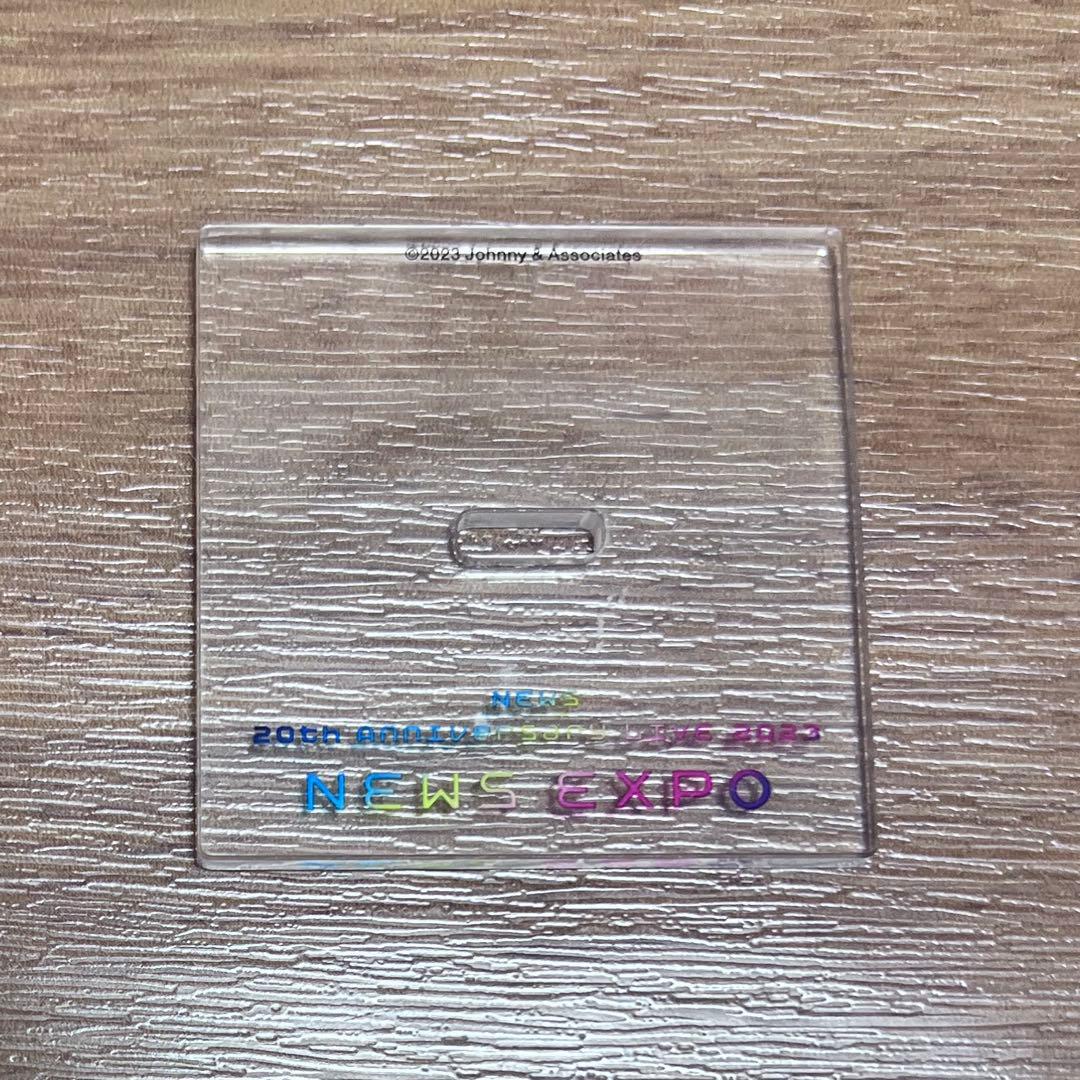 ©2023 Johnny & Associates
NEWS
20th ANNIVERSARY LIVE 2023
NEWS EXPO